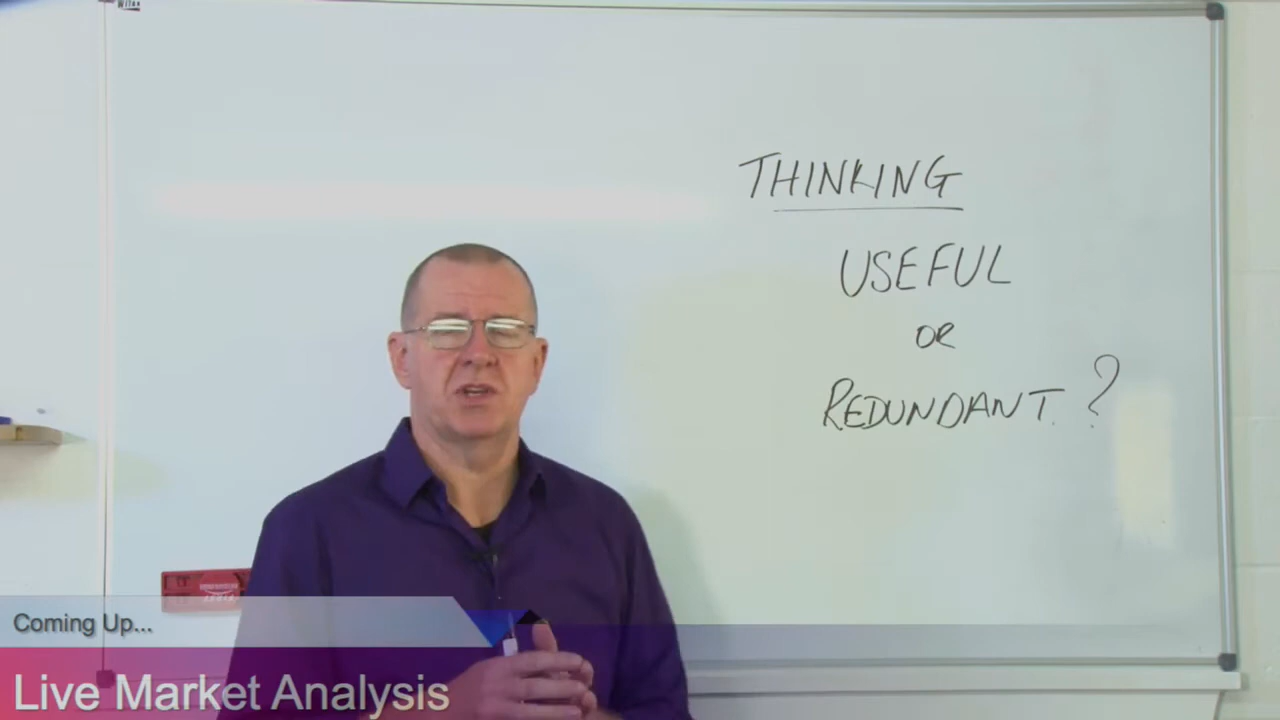 THINKING
USEFUL
OR
REDUNDANT ?
Coming Up...
Live Market Analysis